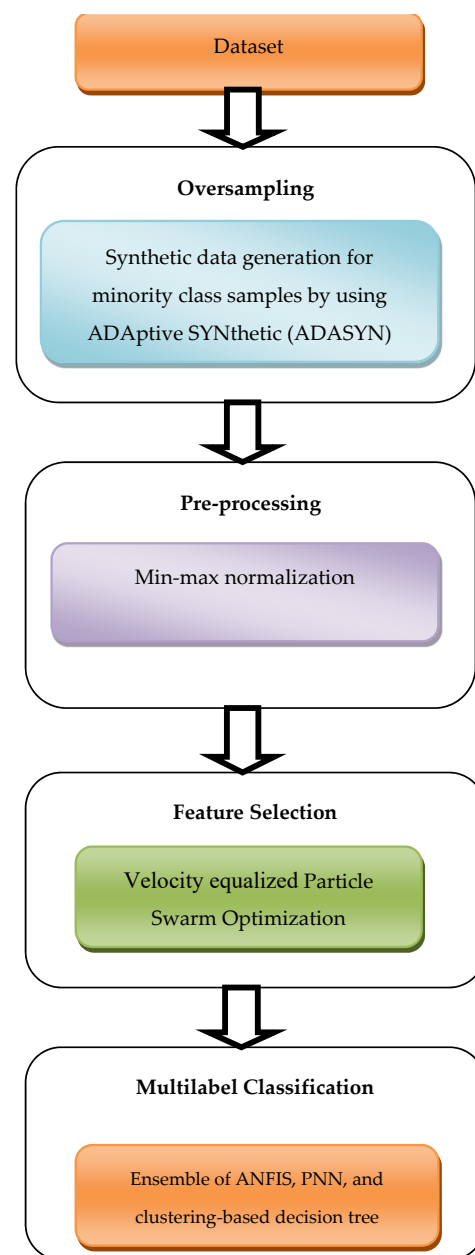 Dataset
Oversampling
Synthetic data generation for
minority class samples by using
ADAptive SYNthetic (ADASYN)
Pre-processing
Min-max normalization
Feature Selection
Velocity equalized Particle
Swarm Optimization
Multilabel Classification
Ensemble of ANFIS, PNN, and
clustering-based decision tree